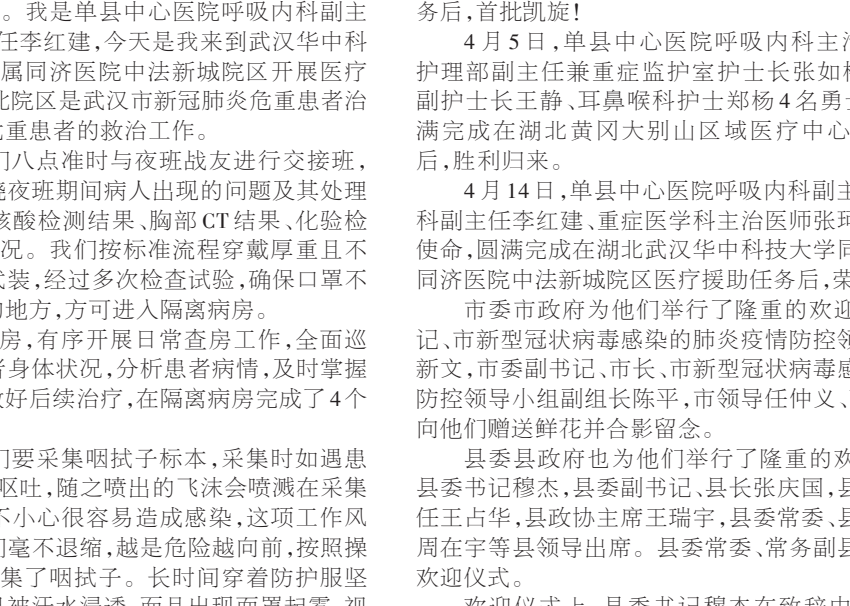 。我是单县中心医院呼吸内科副主
任李红建,今天是我来到武汉华中科
属同济医院中法新城院区开展医疗
院区是武汉市新冠肺炎危重患者治
重患者的救治工作。
们八点准时与夜班战友进行交接班,
夜班期间病人出现的问题及其处理
核酸检测结果、胸部CT结果、化验检
况。我们按标准流程穿戴厚重且不
装,经过多次检查试验,确保口罩不
的地方,方可进入隔离病房。
房,有序开展日常查房工作,全面巡
者身体状况,分析患者病情,及时掌握
好后续治疗,在隔离病房完成了4个
们要采集咽拭子标本,采集时如遇患
呕吐,随之喷出的飞沫会喷溅在采集
不小心很容易造成感染,这项工作风
们毫不退缩,越是危险越向前,按照操
集了咽拭子。长时间穿着防护服坚
被汗水浸透,而且出现面罩起雾、视
务后,首批凯旋!
4月5日,单县中心医院呼吸内科主治
护理部副主任兼重症监护室护士长张如
副护士长王静、耳鼻喉科护士郑杨4名勇士
满完成在湖北黄冈大别山区域医疗中心
后,胜利归来。
4月14日,单县中心医院呼吸内科副主
科副主任李红建、重症医学科主治医师张珂
使命,圆满完成在湖北武汉华中科技大学同
同济医院中法新城院区医疗援助任务后,荣
市委市政府为他们举行了隆重的欢迎
记、市新型冠状病毒感染的肺炎疫情防控领
新文,市委副书记、市长、市新型冠状病毒感
防控领导小组副组长陈平,市领导任仲义、
向他们赠送鲜花并合影留念。
县委县政府也为他们举行了隆重的欢
县委书记穆杰,县委副书记、县长张庆国,县
任王占华,县政协主席王瑞宇,县委常委、县
周在宇等县领导出席。县委常委、常务副县
欢迎仪式。
欢迎仪式上,县委书记穆杰在致辞中